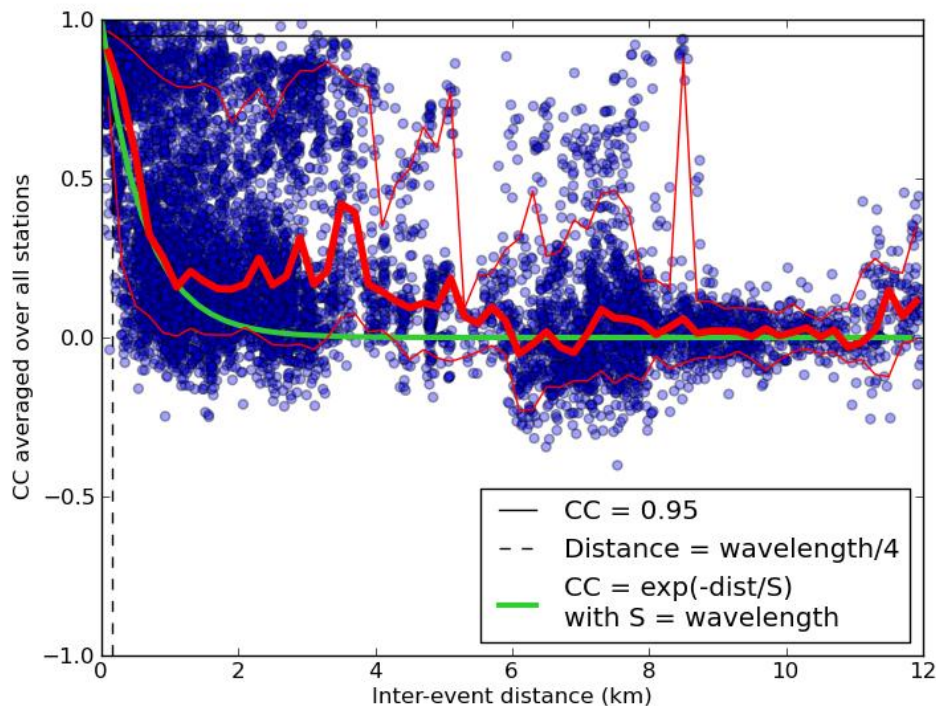 1.0
0.5
0.0
−0.5
−1.0
CC averaged over all stations
0 2 4 6 8 10 12
Inter-event distance (km)
CC = 0.95
Distance = wavelength/4
CC = exp(-dist/S)
with S = wavelength